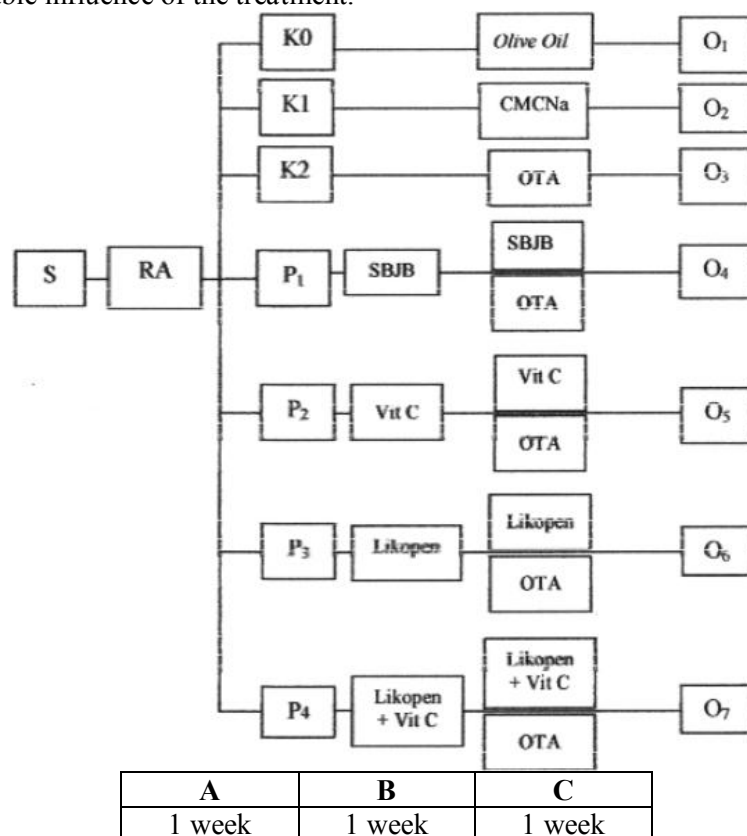 able influence of the treatment.
K0 Olive Oil O1
K1 CMCNa O2
K2 OTA O3
S RA P1 SBJB SBJB O4
OTA
P2 Vit C Vit C O5
OTA
P3 Likopen Likopen O6
OTA
P4 Likopen
+ Vit C
Likopen
+ Vit C
O7
OTA
A B C
1 week 1 week 1 week